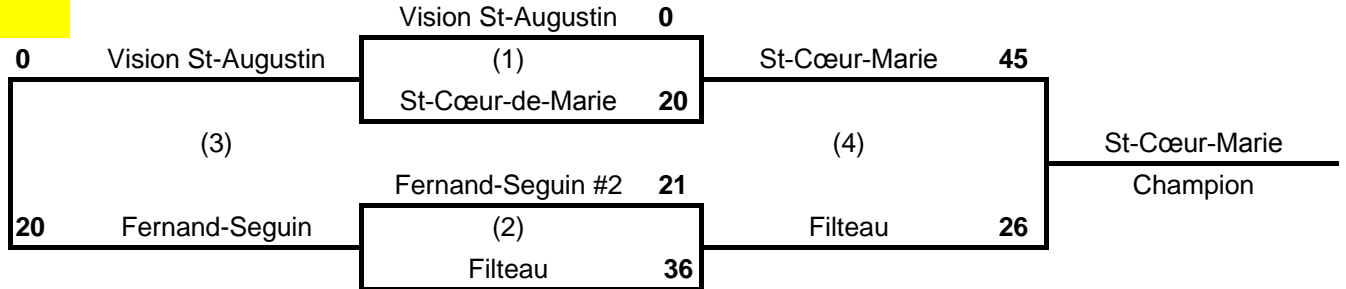 Vision St-Augustin 0
0 Vision St-Augustin (1) St-Cœur-Marie 45
St-Cœur-de-Marie 20
(3) (4) St-Cœur-Marie
Fernand-Seguin #2 21 Champion
20 Fernand-Seguin (2) Filteau 26
Filteau 36